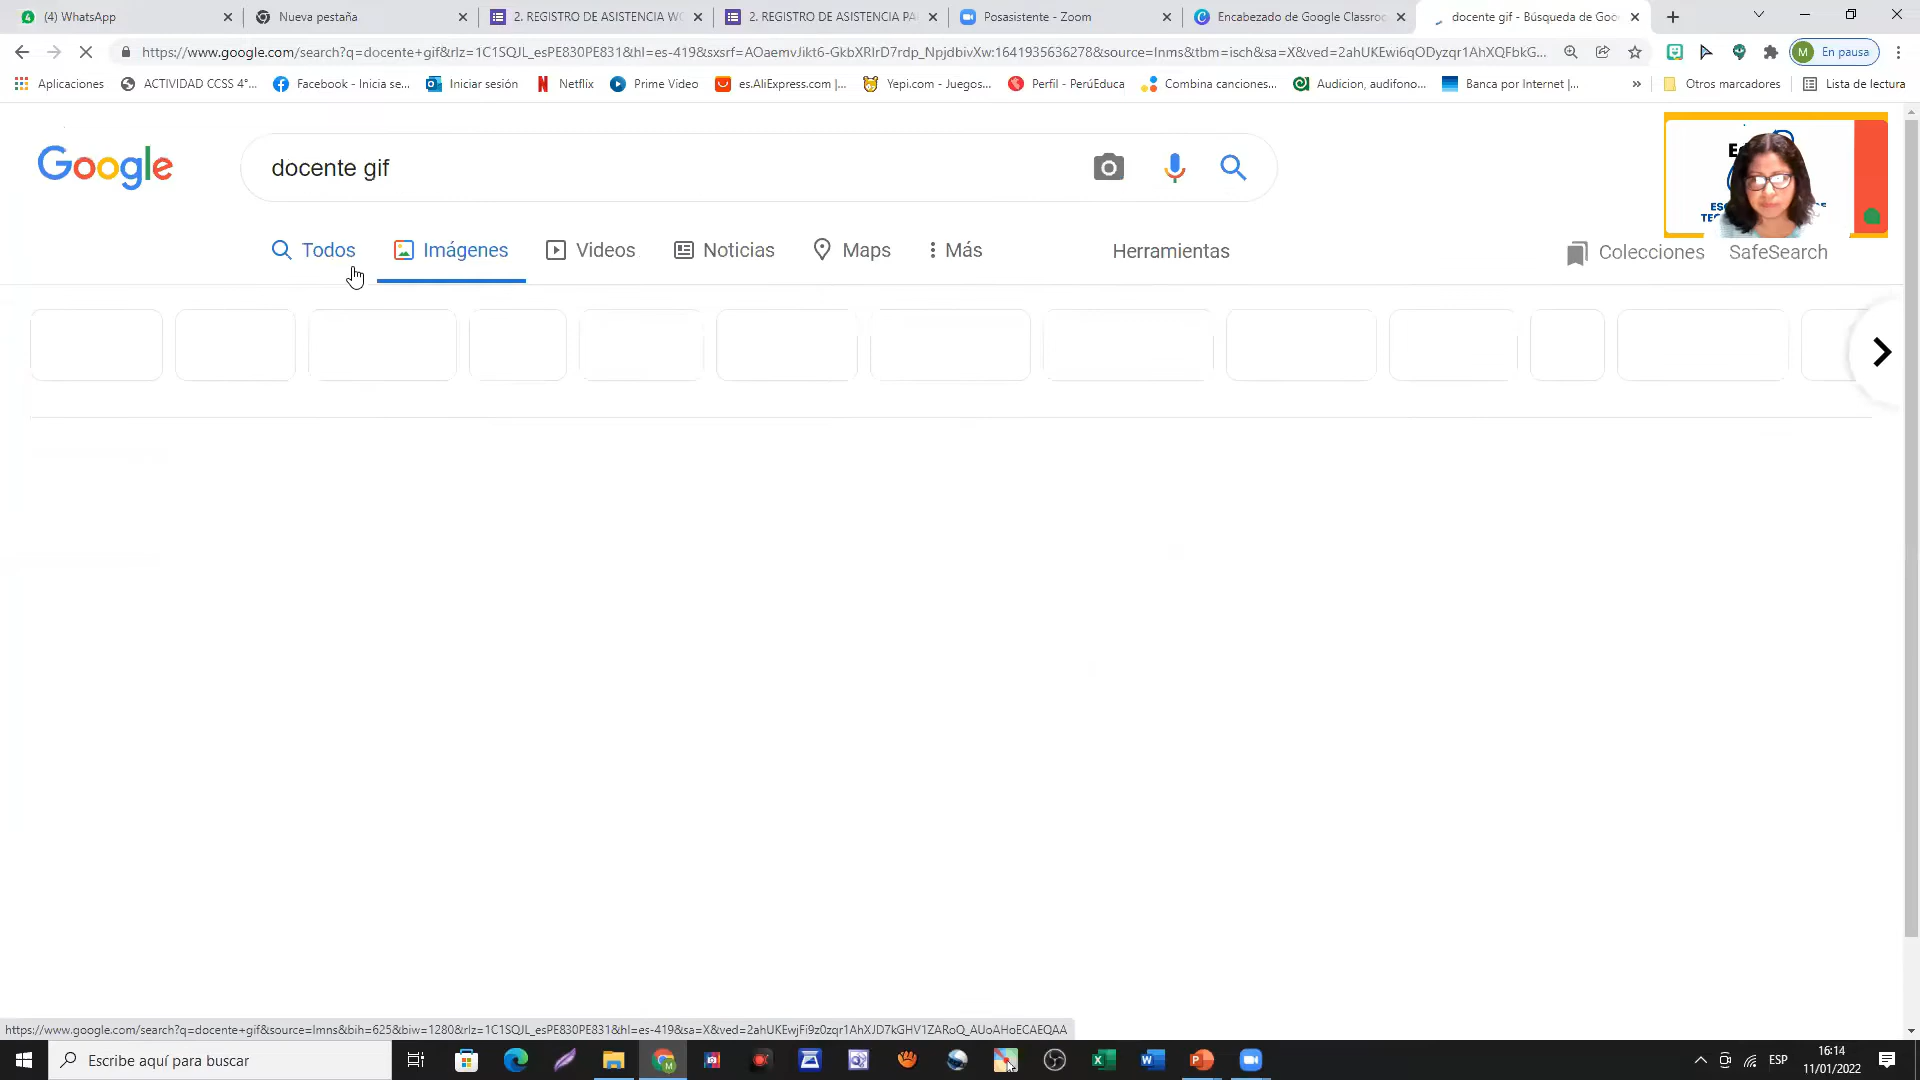 (4) WhatsApp
Nueva pestaña
2. REGISTRO DE ASISTENCIA WO
2. REGISTRO DE ASISTENCIA PA
Posasistente - Zoom
Encabezado de Google Classroo
docente gif - Búsqueda de Goo
https://www.google.com/search?q=docente+gif&rlz=1C1SQJL_esPE830PE831&hl=es-419&sxsrf=AOaemvJikt6-GkbXRlrD7rdp_NpjdbivXw:1641935636278&source=lnms&tbm=isch&sa=X&ved=2ahUKEwi6qODyzqr1AhXQFbkG...
M En pausa
Aplicaciones
ACTIVIDAD CCSS 4°...
Facebook - Inicia se...
Iniciar sesión
Netflix
Prime Video
es.AliExpress.com |...
Yepi.com - Juegos...
Perfil - PerúEduca
Combina canciones...
Audicion, audifono...
Banca por Internet |...
»
Otros marcadores
Lista de lectura
Google
docente gif
Todos
Imágenes
Videos
Noticias
Maps
Más
Herramientas
Colecciones
SafeSearch
https://www.google.com/search?q=docente+gif&source=lmns&bih=625&biw=1280&rlz=1C1SQJL_esPE830PE831&hl=es-419&sa=X&ved=2ahUKEwjFi9z0zqr1AhXJD7kGHV1ZARoQ_AUoAHoECAEQAA
Escribe aquí para buscar
ESP
16:14
11/01/2022